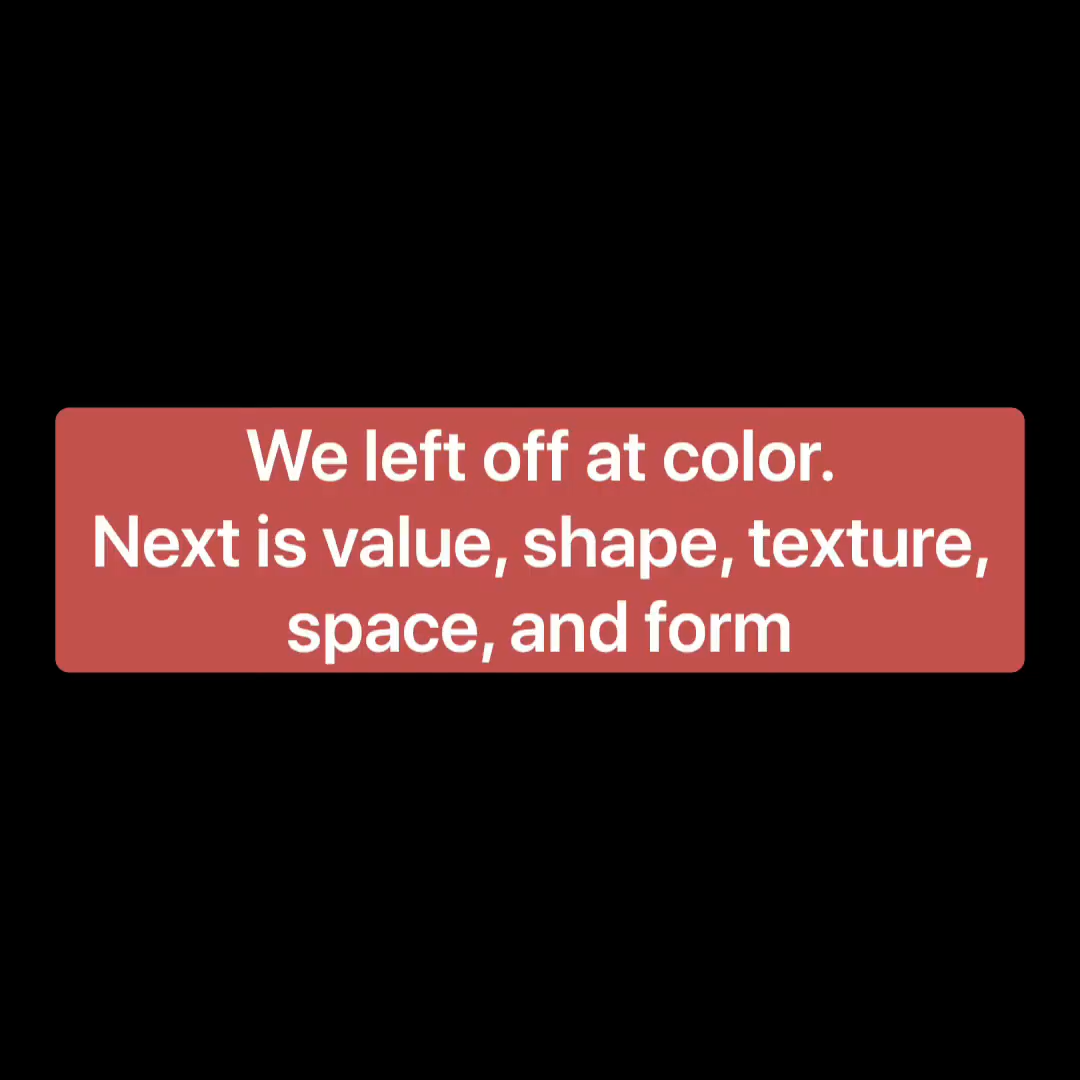 We left off at color.
Next is value, shape, texture,
space, and form